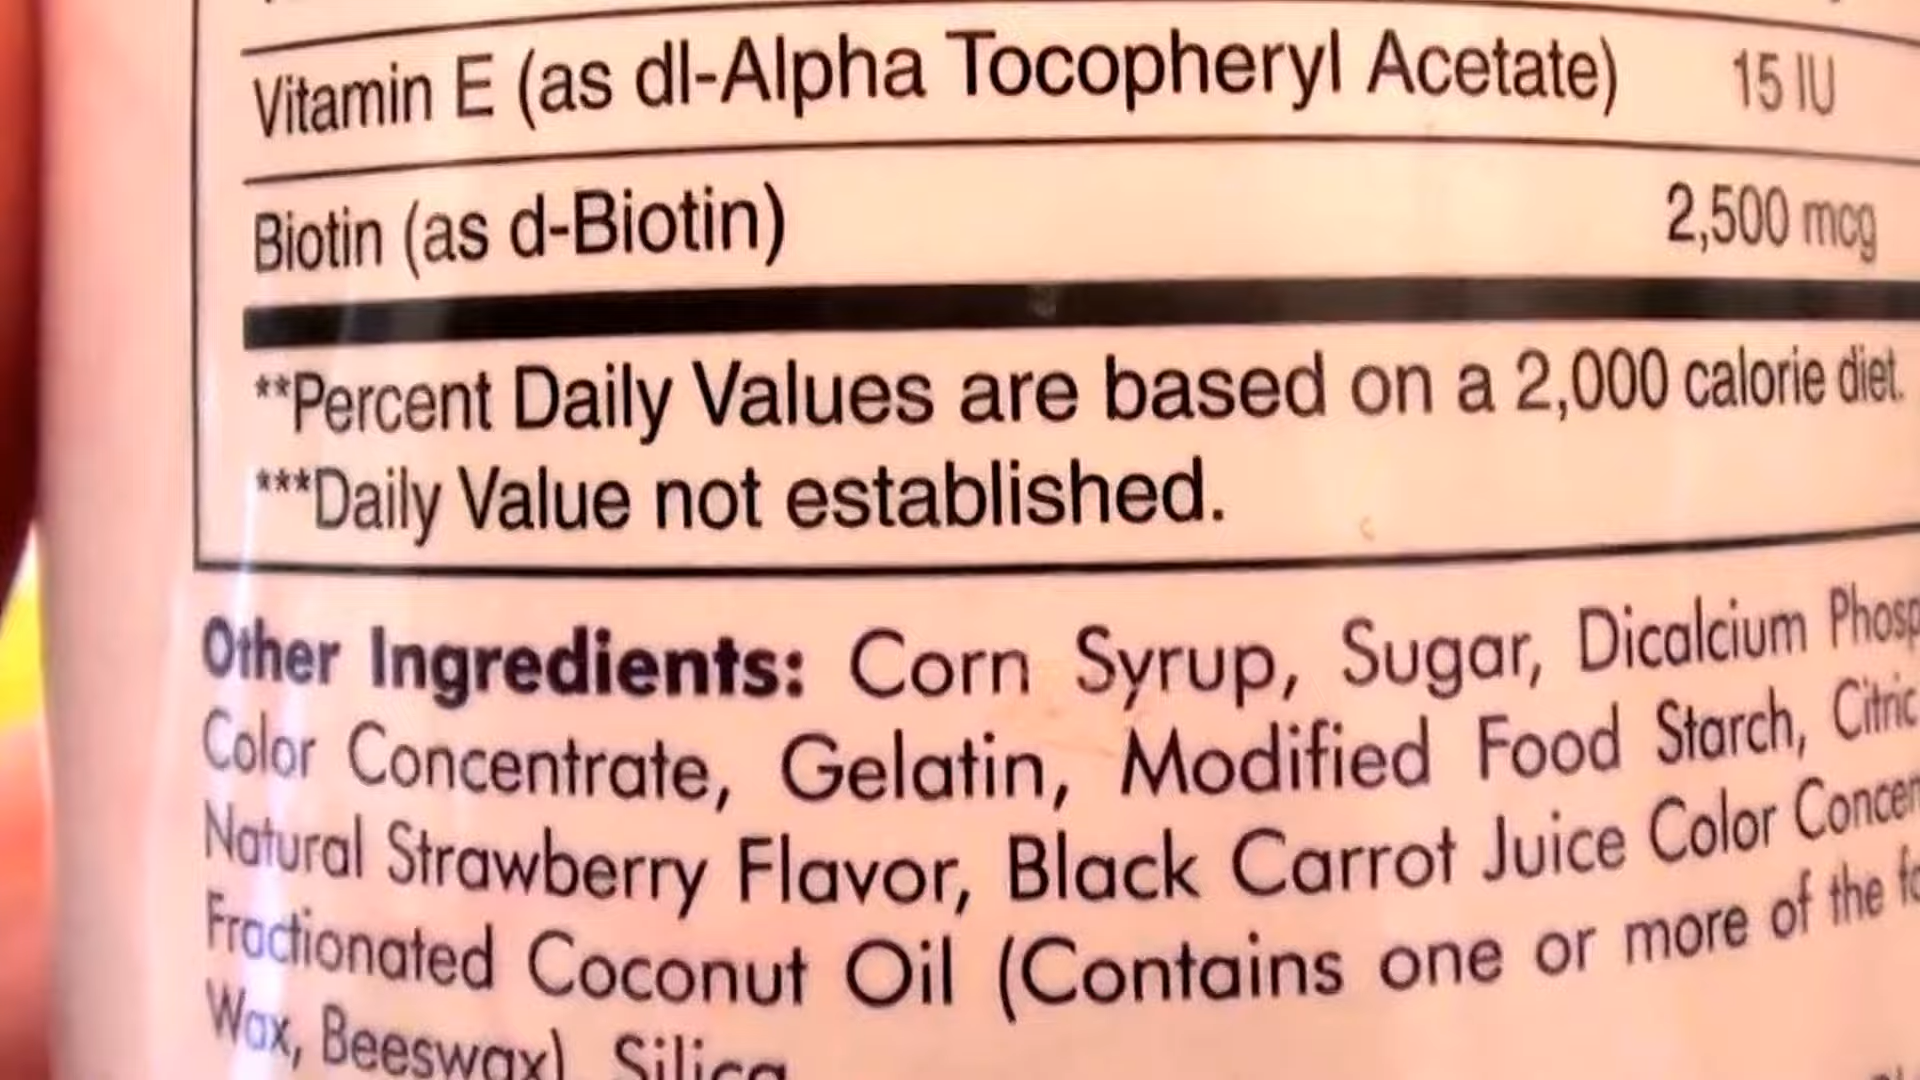 Vitamin E (as dl-Alpha Tocopheryl Acetate) 15 IU
Biotin (as d-Biotin) 2,500 mcg
**Percent Daily Values are based on a 2,000 calorie diet.
***Daily Value not established.
Other Ingredients: Corn Syrup, Sugar, Dicalcium
Color Concentrate, Gelatin, Modified Food Starch, Citric
Natural Strawberry Flavor, Black Carrot Juice Color
Fractionated Coconut Oil (Contains one or more of the
Wax, Beeswax), Silica